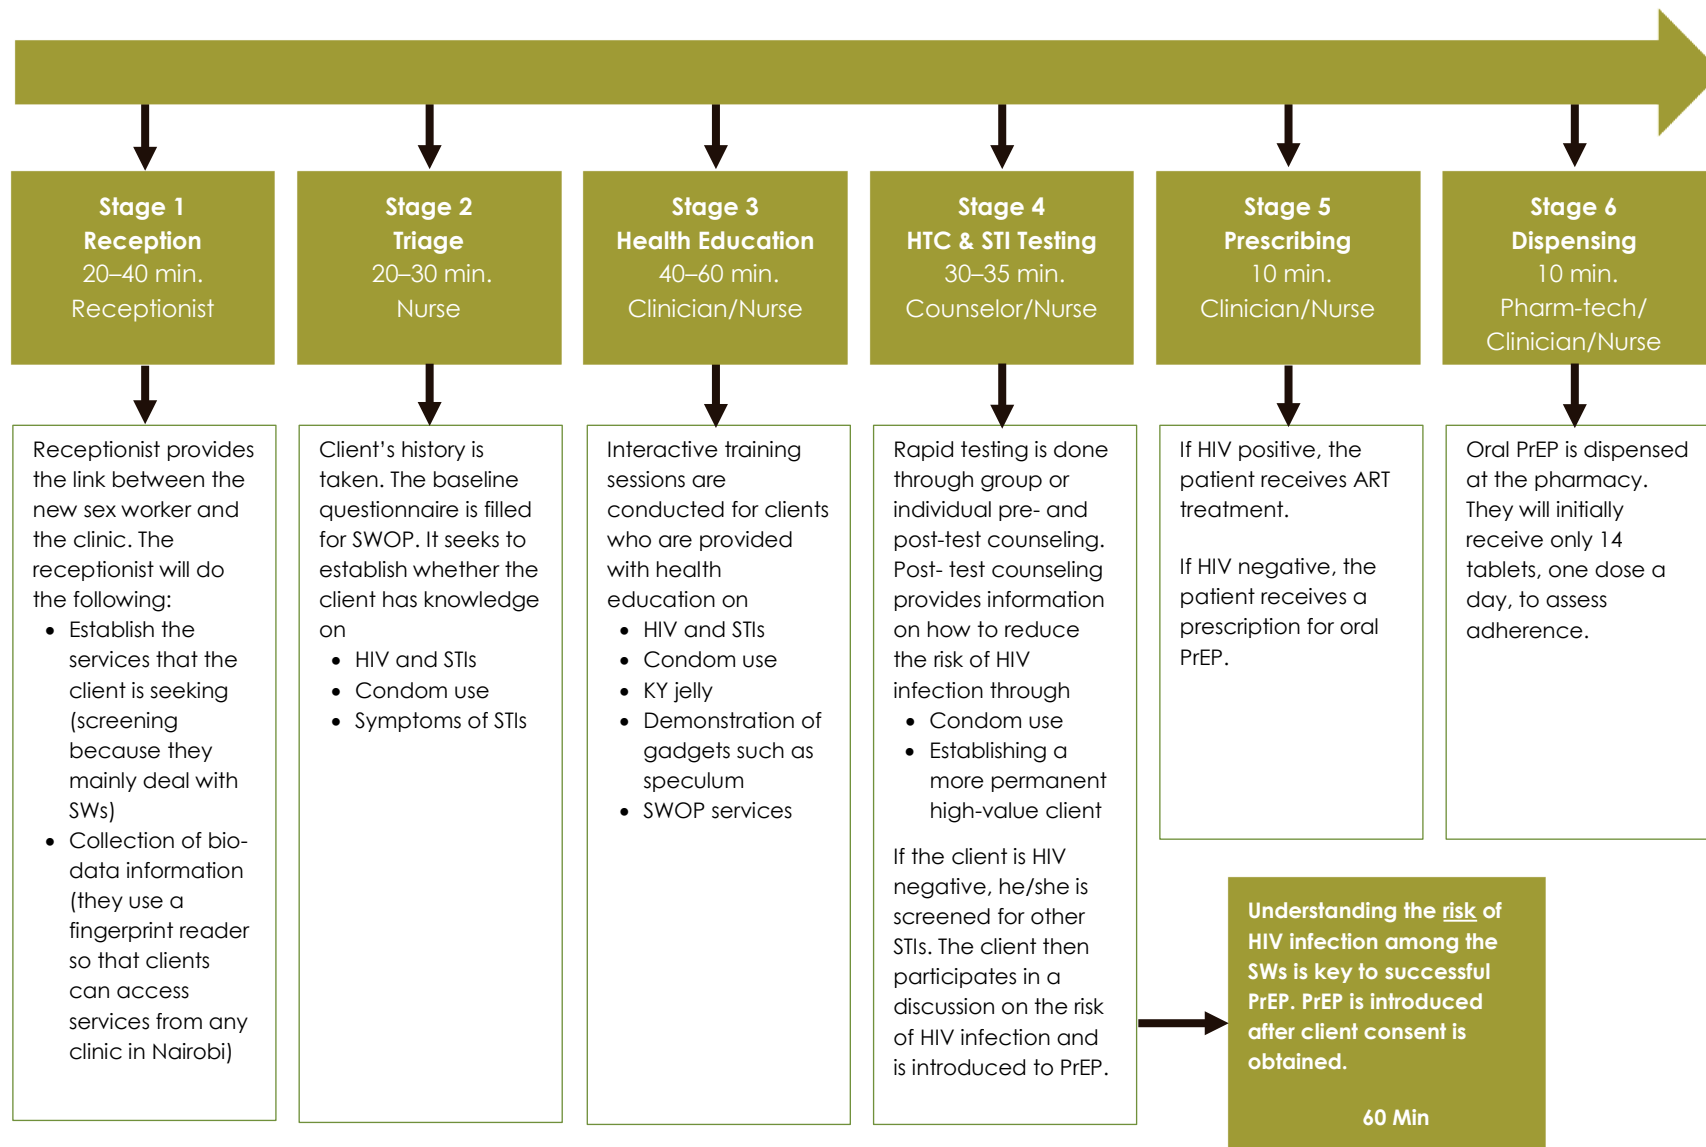 Stage 1
Reception
20–40 min.
Receptionist
Stage 2
Triage
20–30 min.
Nurse
Stage 3
Health Education
40–60 min.
Clinician/Nurse
Stage 4
HTC & STI Testing
30–35 min.
Counselor/Nurse
Stage 5
Prescribing
10 min.
Clinician/Nurse
Stage 6
Dispensing
10 min.
Pharm-tech/
Clinician/Nurse
Receptionist provides
the link between the
new sex worker and
the clinic. The
receptionist will do
the following:
• Establish the
services that the
client is seeking
(screening
because they
mainly deal with
SWs)
• Collection of bio-
data information
(they use a
fingerprint reader
so that clients
can access
services from any
clinic in Nairobi)
Client’s history is
taken. The baseline
questionnaire is filled
for SWOP. It seeks to
establish whether the
client has knowledge
on
• HIV and STIs
• Condom use
• Symptoms of STIs
Interactive training
sessions are
conducted for clients
who are provided
with health
education on
• HIV and STIs
• Condom use
• KY jelly
• Demonstration of
gadgets such as
speculum
• SWOP services
Rapid testing is done
through group or
individual pre- and
post-test counseling.
Post- test counseling
provides information
on how to reduce
the risk of HIV
infection through
• Condom use
• Establishing a
more permanent
high-value client
If the client is HIV
negative, he/she is
screened for other
STIs. The client then
participates in a
discussion on the risk
of HIV infection and
is introduced to PrEP.
If HIV positive, the
patient receives ART
treatment.
If HIV negative, the
patient receives a
prescription for oral
PrEP.
Oral PrEP is dispensed
at the pharmacy.
They will initially
receive only 14
tablets, one dose a
day, to assess
adherence.
Understanding the risk of
HIV infection among the
SWs is key to successful
PrEP. PrEP is introduced
after client consent is
obtained.
60 Min